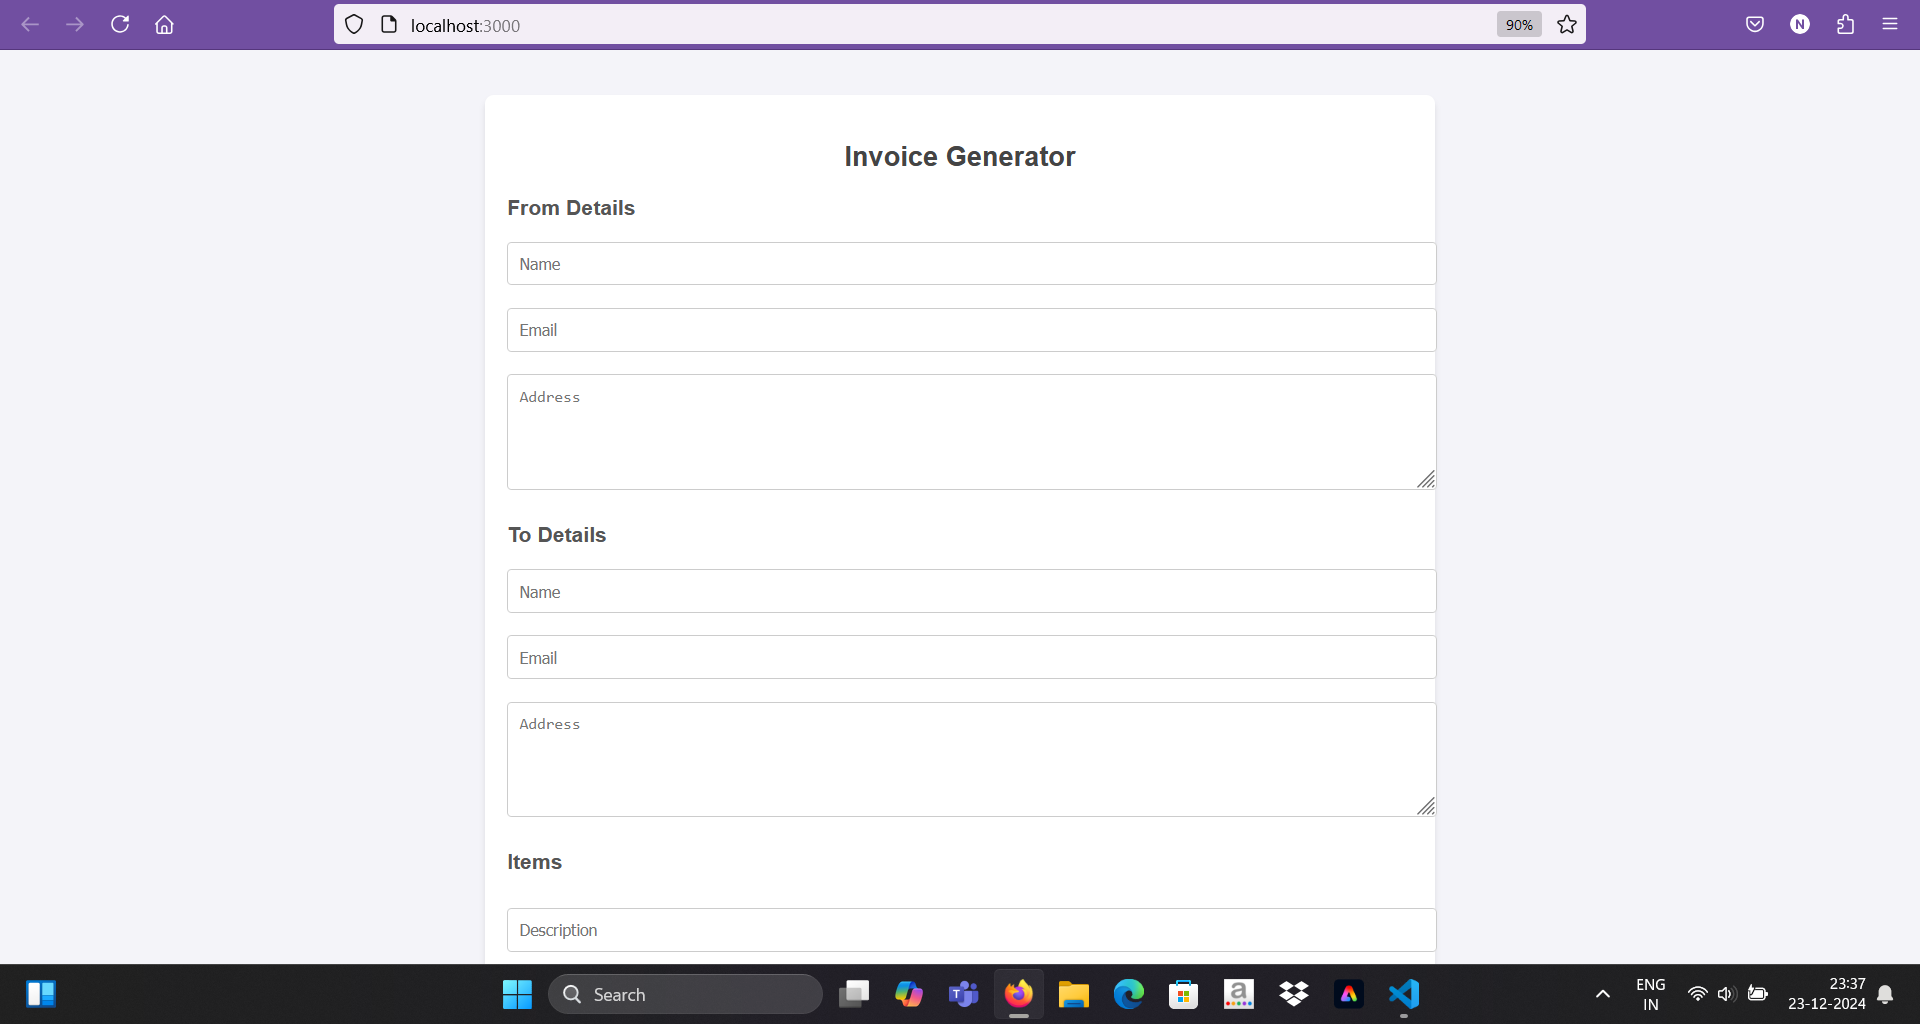 localhost:3000
90%
N
Invoice Generator
From Details
Name
Email
Address
To Details
Name
Email
Address
Items
Description
Search
T
a
ENG
IN
23:37
23-12-2024